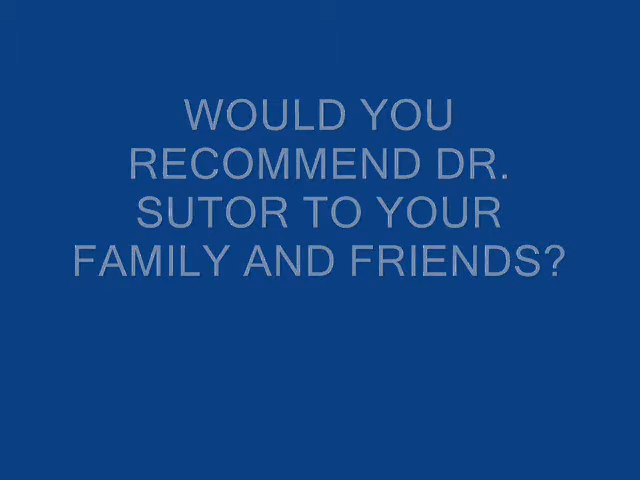 WOULD YOU
RECOMMEND DR.
SUTOR TO YOUR
FAMILY AND FRIENDS?